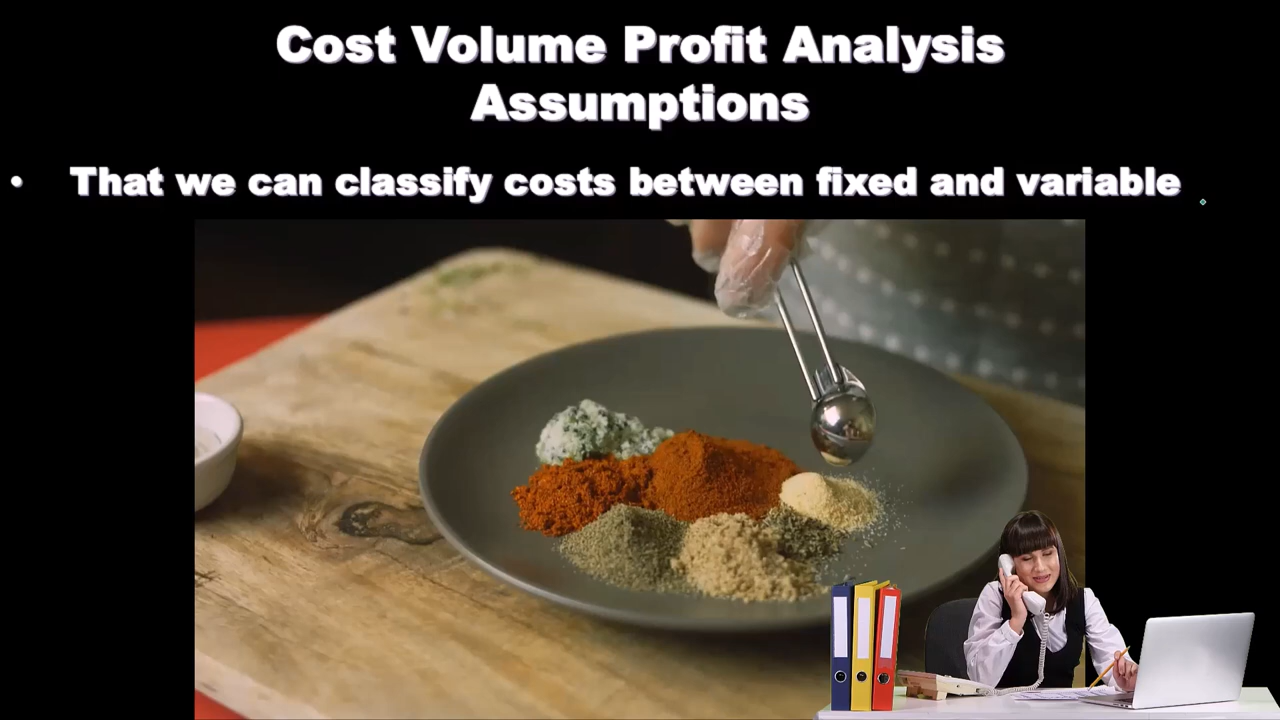 Cost Volume Profit Analysis
Assumptions
• That we can classify costs between fixed and variable